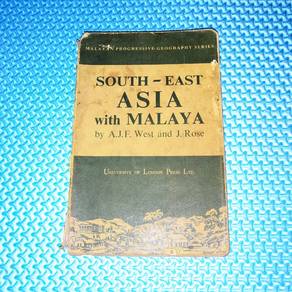 MALAYAN PROGRESSIVE GEOGRAPHY SERIES
SOUTH-EAST
ASIA
with MALAYA
by A.J.F. West and J. Rose
UNIVERSITY OF LONDON PRESS LTD.